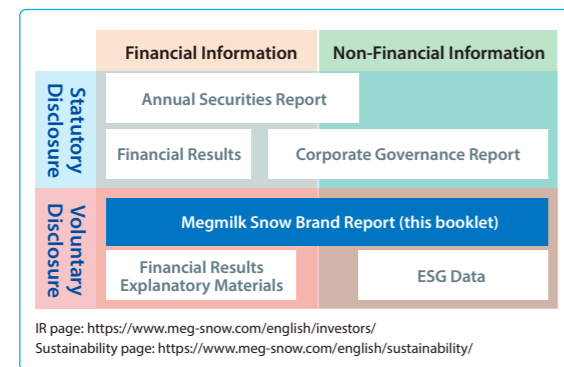 Financial Information
Non-Financial Information
Statutory
Disclosure
Annual Securities Report
Financial Results
Corporate Governance Report
Voluntary
Disclosure
Megmilk Snow Brand Report (this booklet)
Financial Results
Explanatory Materials
ESG Data
IR page: https://www.meg-snow.com/english/investors/
Sustainability page: https://www.meg-snow.com/english/sustainability/